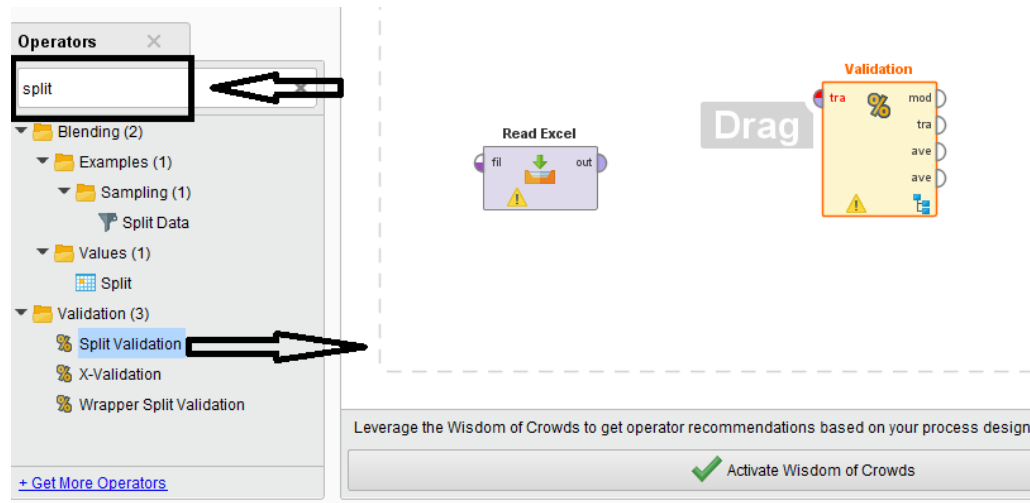 Operators
split
Blending (2)
Examples (1)
Sampling (1)
Split Data
Values (1)
Split
Validation (3)
Split Validation
X-Validation
Wrapper Split Validation
+ Get More Operators
Read Excel
fil out
Drag
Validation
tra mod
tra
ave
ave
Leverage the Wisdom of Crowds to get operator recommendations based on your process design
Activate Wisdom of Crowds